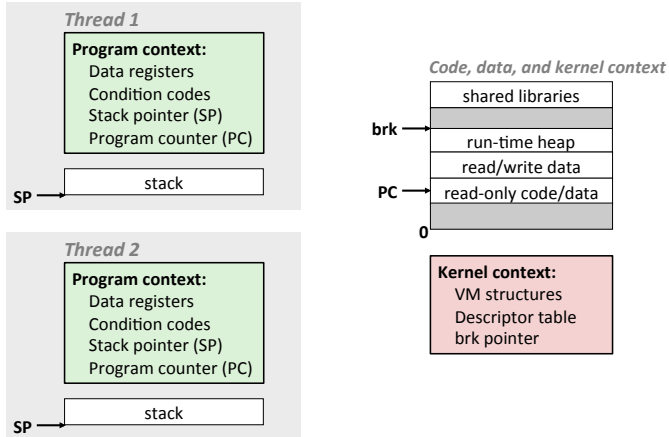 Thread 1
Program context:
Data registers
Condition codes
Stack pointer (SP)
Program counter (PC)
stack
SP
Thread 2
Program context:
Data registers
Condition codes
Stack pointer (SP)
Program counter (PC)
stack
SP
Code, data, and kernel context
shared libraries
brk
run-time heap
read/write data
PC
read-only code/data
0
Kernel context:
VM structures
Descriptor table
brk pointer